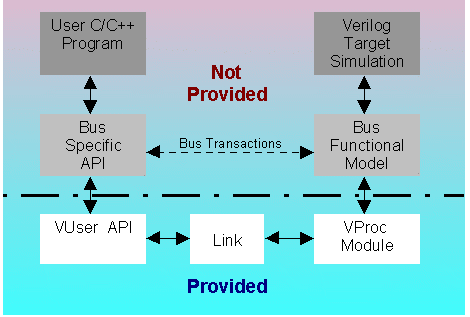 User C/C++
Program
Verilog
Target
Simulation
Not
Provided
Bus
Specific
API
Bus Transactions
Bus
Functional
Model
VUser API
Link
VProc
Module
Provided